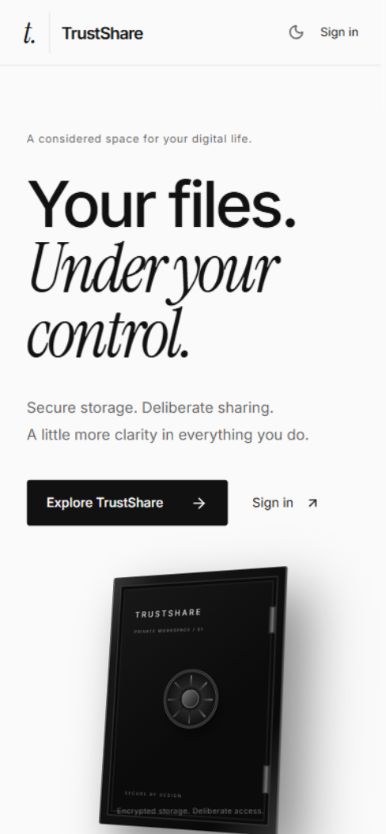 t.
TrustShare
Sign in
A considered space for your digital life.
Your files.
Under your
control.
Secure storage. Deliberate sharing.
A little more clarity in everything you do.
Explore TrustShare →
Sign in ↗
TRUSTSHARE
PRIVATE WORKSPACE / 01
SECURE BY DESIGN
Encrypted storage. Deliberate access.